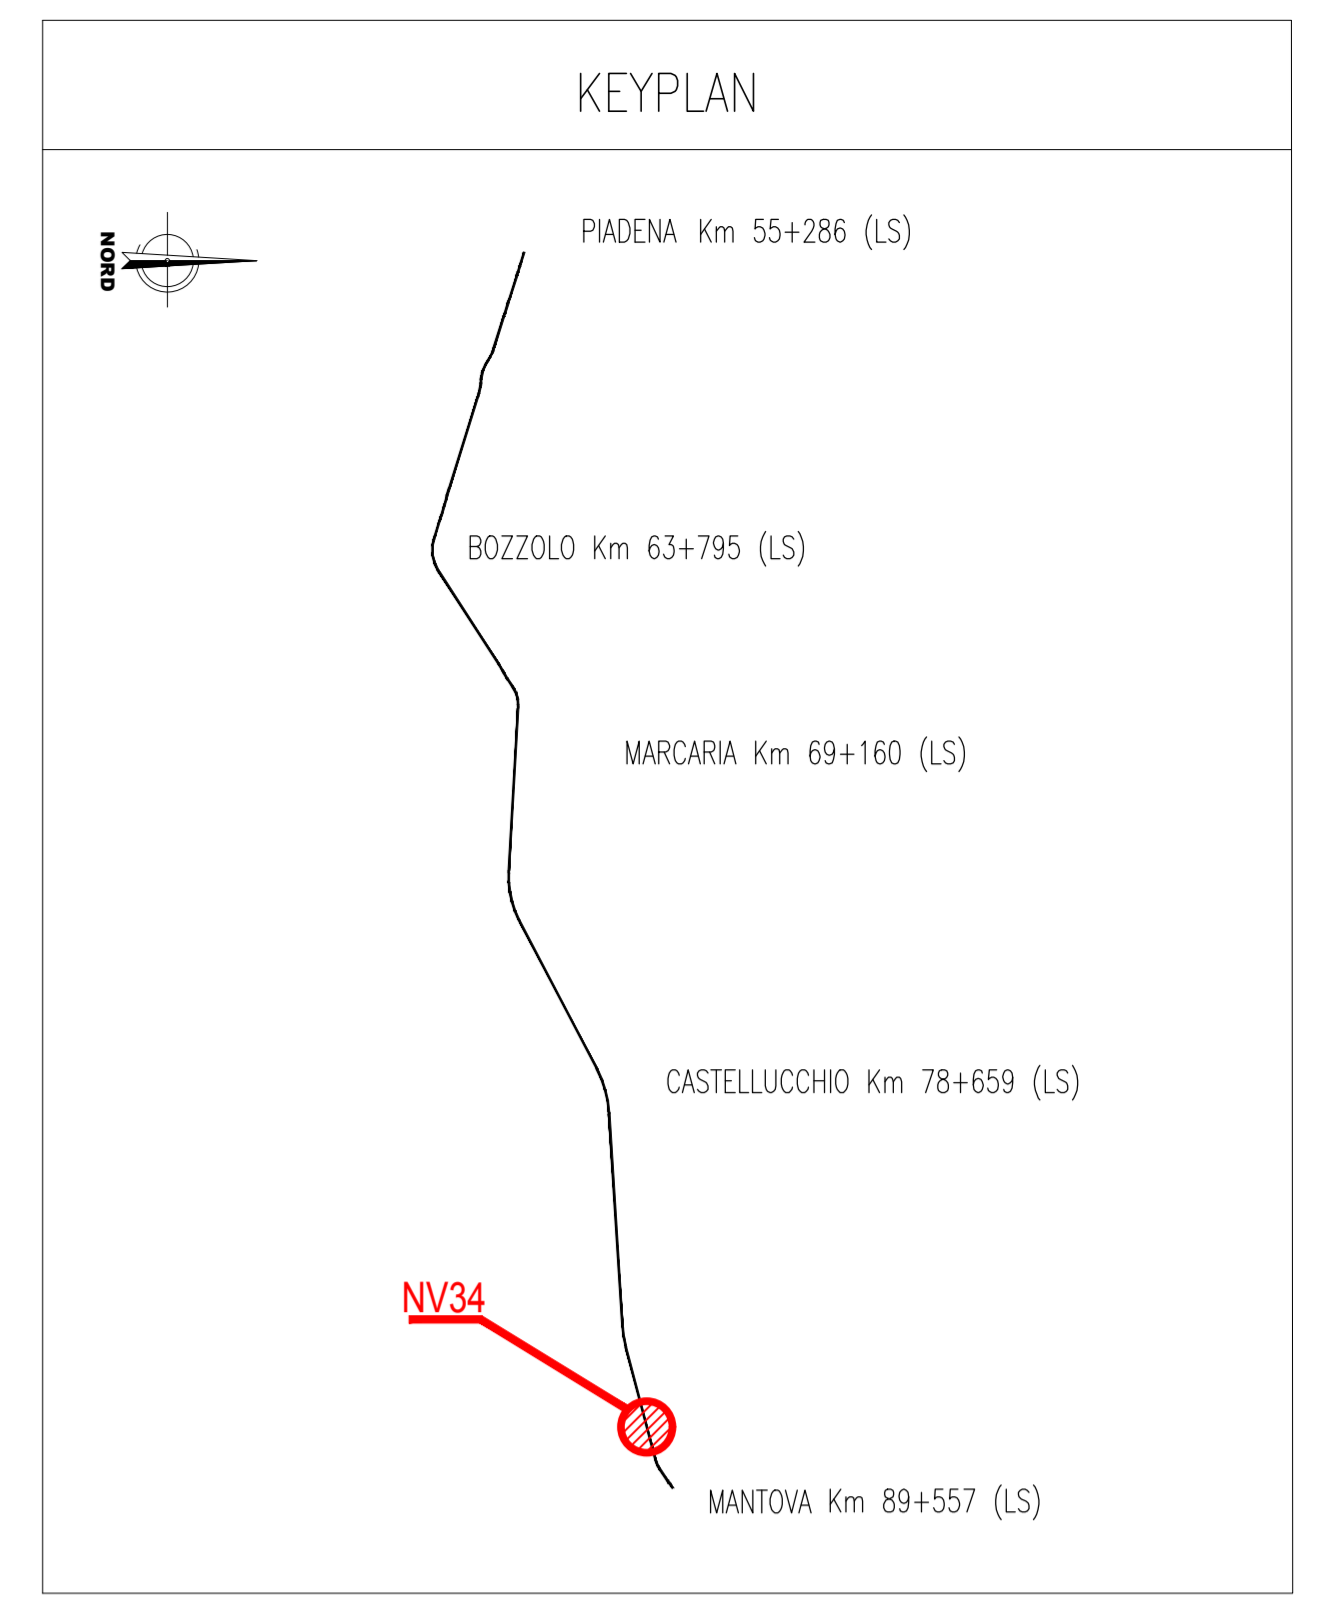 KEYPLAN
NORD
PIADENA Km 55+286 (LS)
BOZZOLO Km 63+795 (LS)
MARCARIA Km 69+160 (LS)
CASTELLUCCHIO Km 78+659 (LS)
NV34
MANTOVA Km 89+557 (LS)